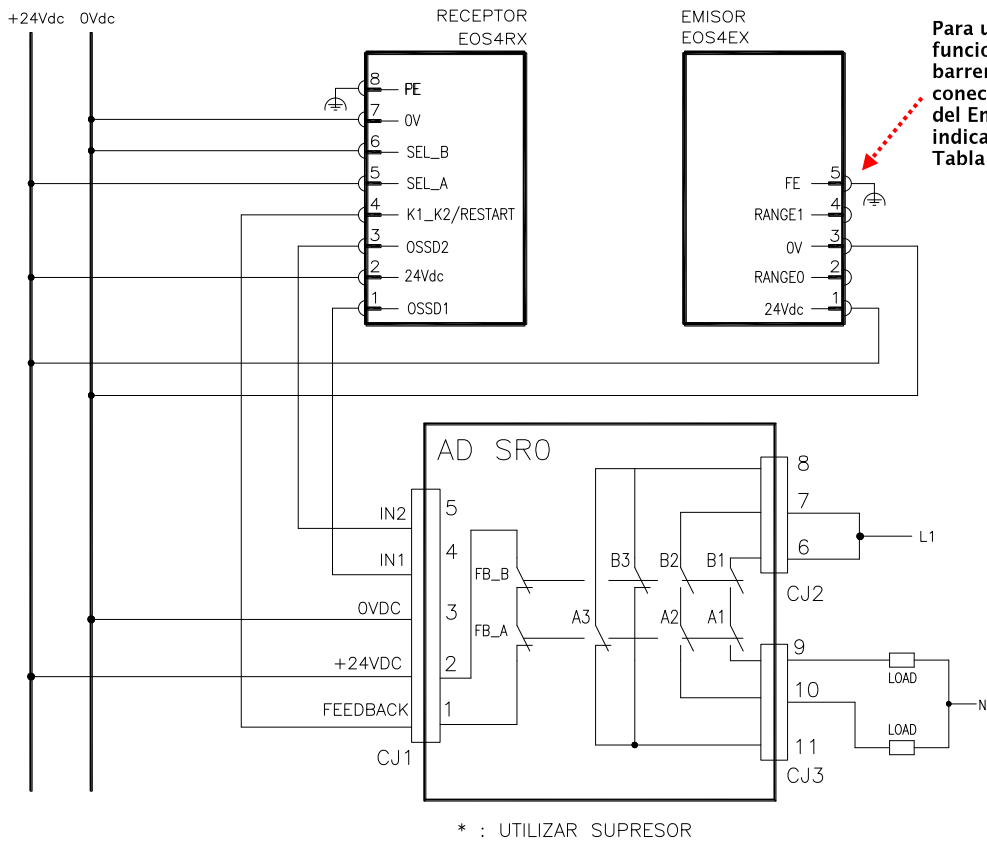 +24Vdc 0Vdc
RECEPTOR
EOS4RX
8 PE
7 0V
6 SEL_B
5 SEL_A
4 K1_K2/RESTART
3 OSSD2
2 24Vdc
1 OSSD1
EMISOR
EOS4EX
FE 5
RANGE1 4
0V 3
RANGE0 2
24Vdc 1
Para
funcio
barre
conec
del
indica
Tabla
AD SR0
IN2 5
IN1 4
0VDC 3
+24VDC 2
FEEDBACK 1
CJ1
FB_B
FB_A
B3 B2 B1
A3 A2 A1
8
7
6
CJ2
L1
9
10
11
CJ3
LOAD
LOAD
N
* : UTILIZAR SUPRESOR